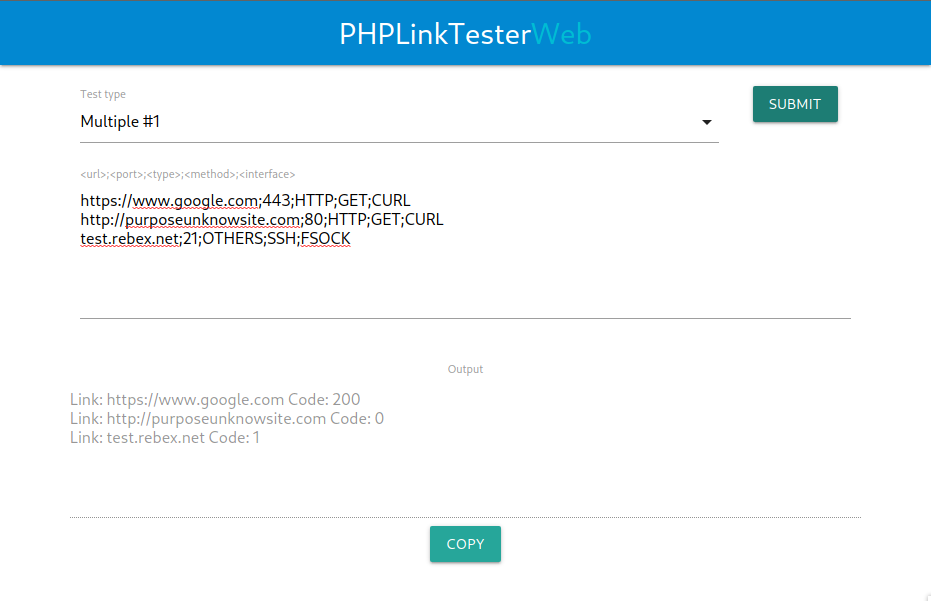 PHPLinkTesterWeb
Test type
Multiple #1
SUBMIT
<url>;<port>;<type>;<method>;<interface>
https://www.google.com;443;HTTP;GET;CURL
http://purposeunknowsite.com;80;HTTP;GET;CURL
test.rebex.net;21;OTHERS;SSH;FSOCK
Output
Link: https://www.google.com Code: 200
Link: http://purposeunknowsite.com Code: 0
Link: test.rebex.net Code: 1
COPY